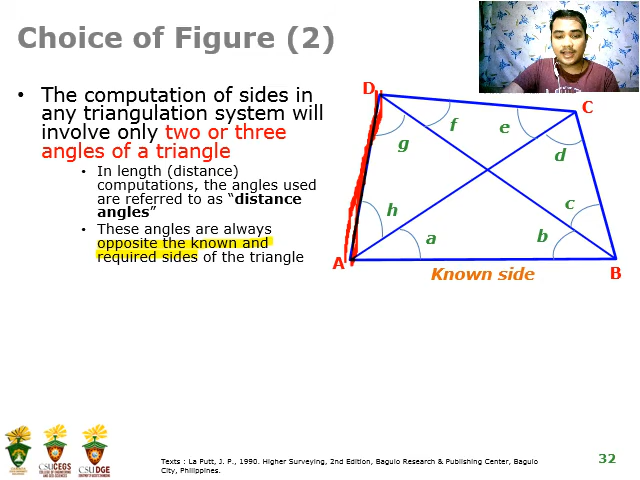 Choice of Figure (2)
• The computation of sides in
any triangulation system will
involve only two or three
angles of a triangle
• In length (distance)
computations, the angles used
are referred to as “distance
angles”
• These angles are always
opposite the known and
required sides of the triangle
D
C
f
e
g
d
h
c
a
b
A
B
Known side
CSUCEGS
CSUDGE
Texts : La Putt, J. P., 1990. Higher Surveying, 2nd Edition, Baguio Research & Publishing Center, Baguio
City, Philippines.
32